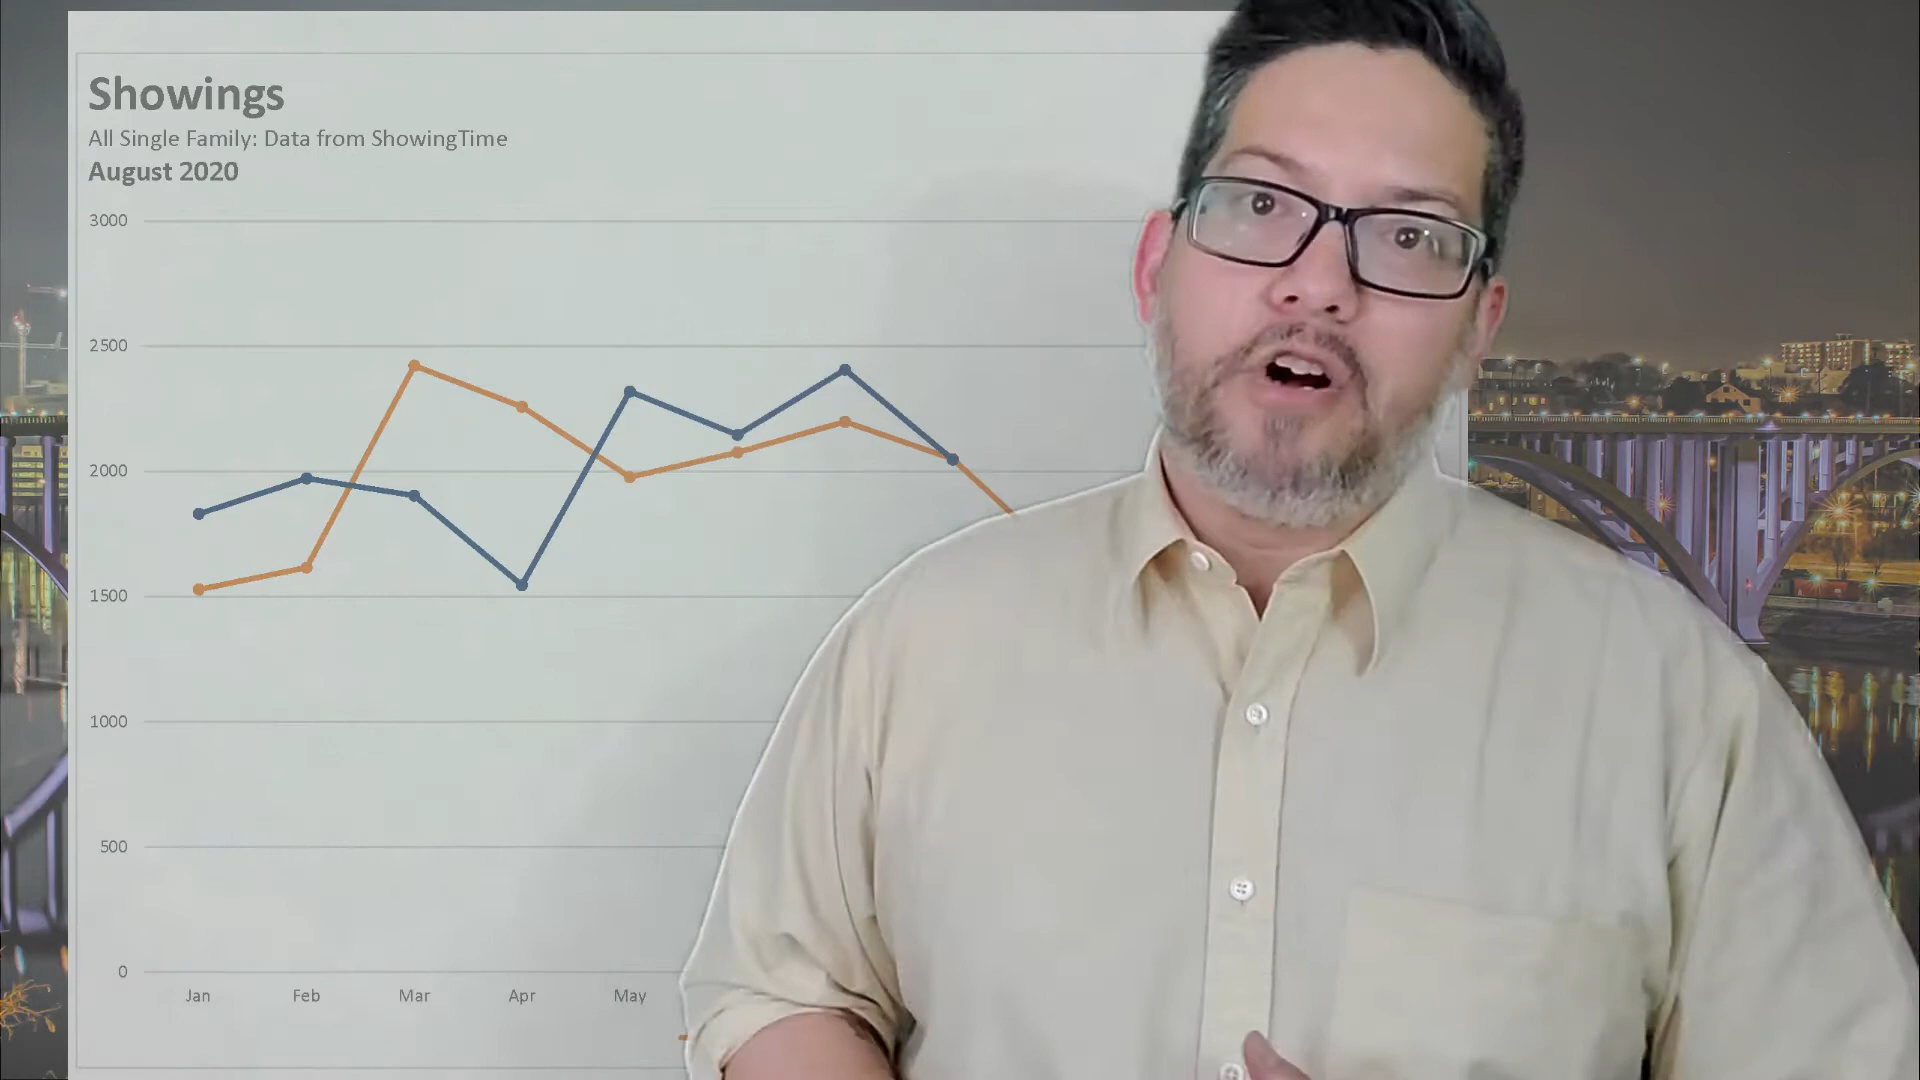 Showings
All Single Family: Data from ShowingTime
August 2020
3000
2500
2000
1500
1000
500
0
Jan Feb Mar Apr May